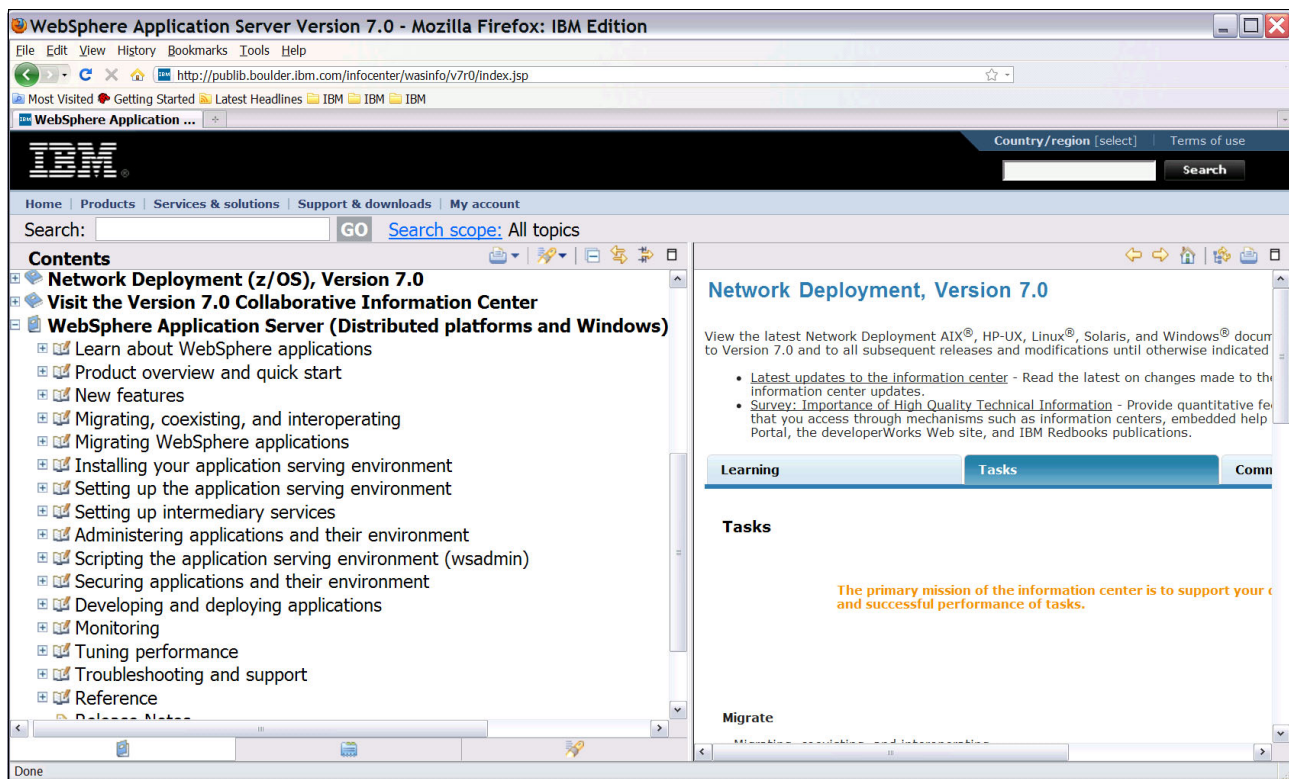 WebSphere Application Server Version 7.0 - Mozilla Firefox: IBM Edition
File Edit View History Bookmarks Tools Help
http://publib.boulder.ibm.com/infocenter/wasinfo/v7r0/index.jsp
Most Visited Getting Started Latest Headlines IBM IBM IBM
WebSphere Application ...
IBM®
Country/region [select] | Terms of use
Search
Home | Products | Services & solutions | Support & downloads | My account
Search: GO Search scope: All topics
Contents
Network Deployment (z/OS), Version 7.0
Visit the Version 7.0 Collaborative Information Center
WebSphere Application Server (Distributed platforms and Windows)
Learn about WebSphere applications
Product overview and quick start
New features
Migrating, coexisting, and interoperating
Migrating WebSphere applications
Installing your application serving environment
Setting up the application serving environment
Setting up intermediary services
Administering applications and their environment
Scripting the application serving environment (wsadmin)
Securing applications and their environment
Developing and deploying applications
Monitoring
Tuning performance
Troubleshooting and support
Reference
Release Notes
Network Deployment, Version 7.0
View the latest Network Deployment AIX®, HP-UX, Linux®, Solaris, and Windows® docum
to Version 7.0 and to all subsequent releases and modifications until otherwise indicated
• Latest updates to the information center - Read the latest on changes made to the
information center updates.
• Survey: Importance of High Quality Technical Information - Provide quantitative fee
that you access through mechanisms such as information centers, embedded help
Portal, the developerWorks Web site, and IBM Redbooks publications.
Learning Tasks Comm
Tasks
The primary mission of the information center is to support your
and successful performance of tasks.
Migrate
Migrating, coexisting, and interoperating
Done